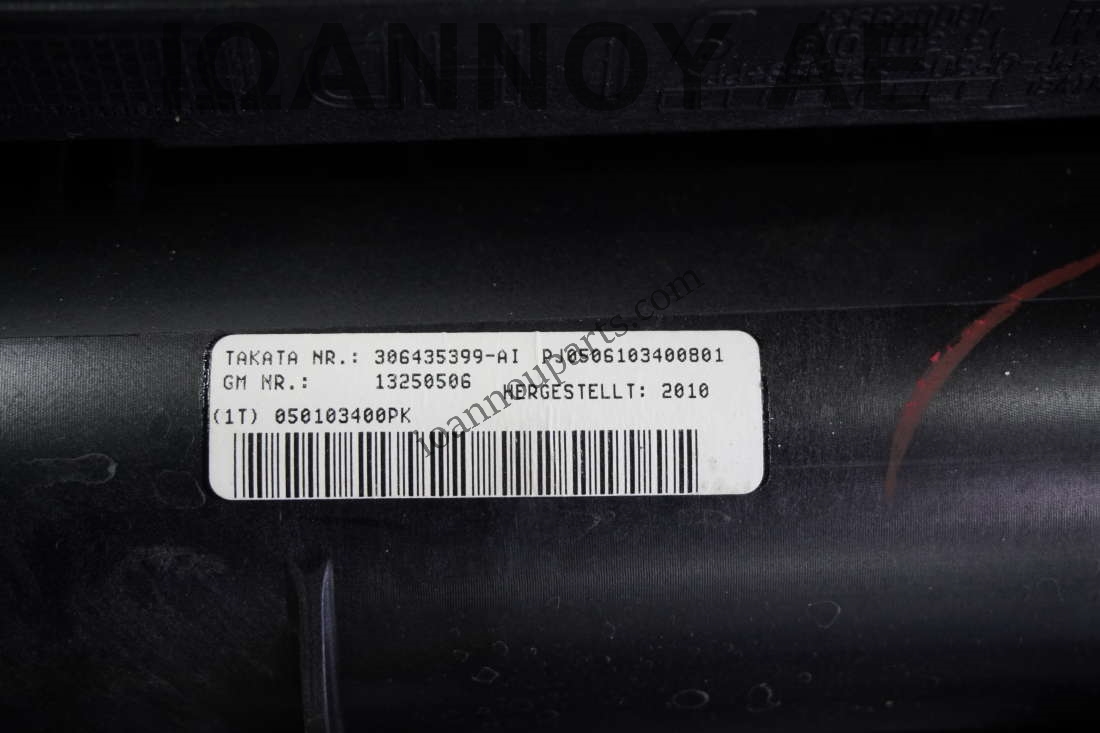 ΙΩΑΝΝΟΥ ΑΕ
TAKATA NR.: 306435399-AI PJ0506103400801
GM NR.: 13250506 HERGESTELLT: 2010
(1T) 050103400PK
ioannouparts.com